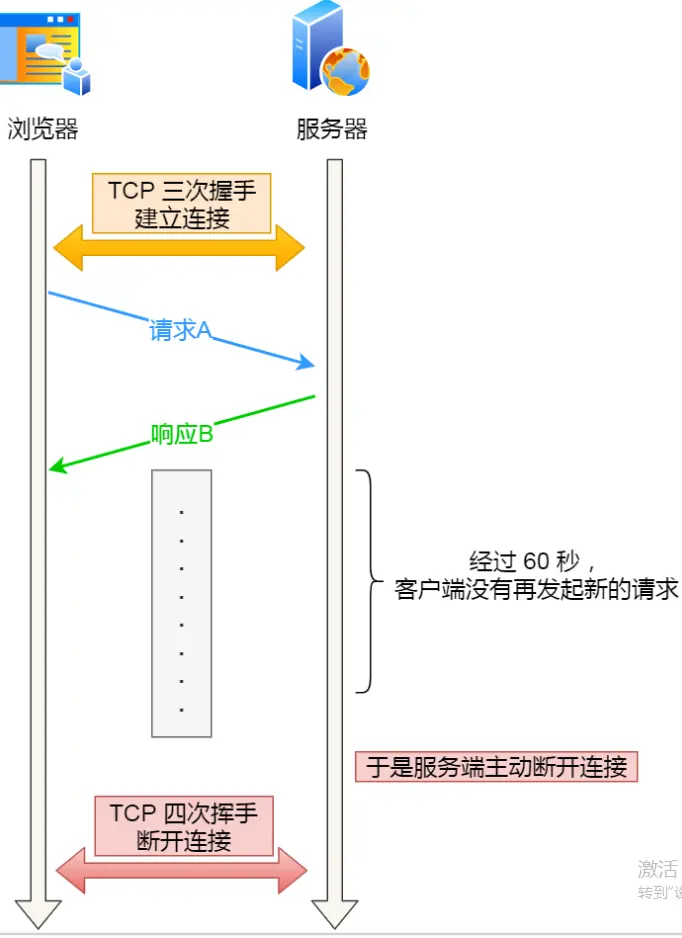 浏览器
服务器
TCP 三次握手
建立连接
请求A
响应B
经过 60 秒，
客户端没有再发起新的请求
于是服务端主动断开连接
TCP 四次挥手
断开连接
激活
转到"设